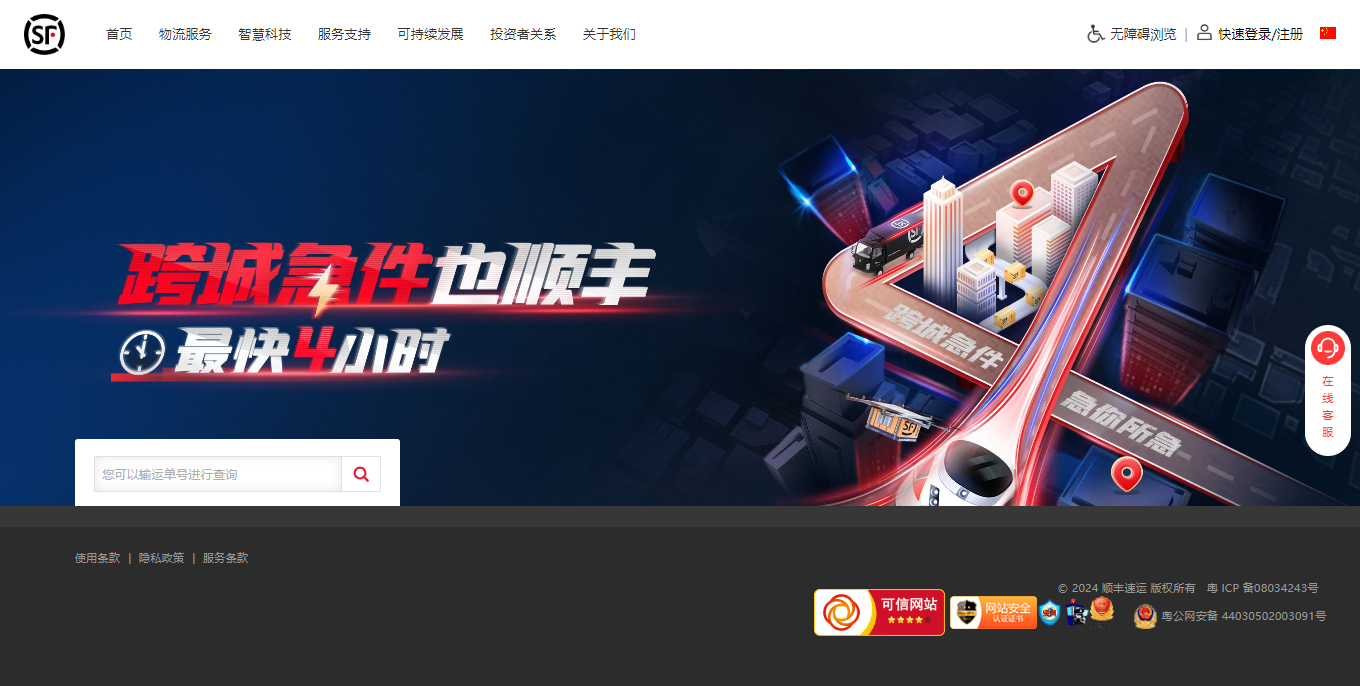 SF 首页 物流服务 智慧科技 服务支持 可持续发展 投资者关系 关于我们 无障碍浏览 | 快速登录/注册
跨城急件也顺丰
最快4小时
SF
跨城急件
急你所急
SF
在线客服
您可以输运单号进行查询
使用条款 | 隐私政策 | 服务条款
© 2024 顺丰速运 版权所有 粤 ICP 备08034243号
可信网站
网站安全
认证证书
粤公网安备 44030502003091号